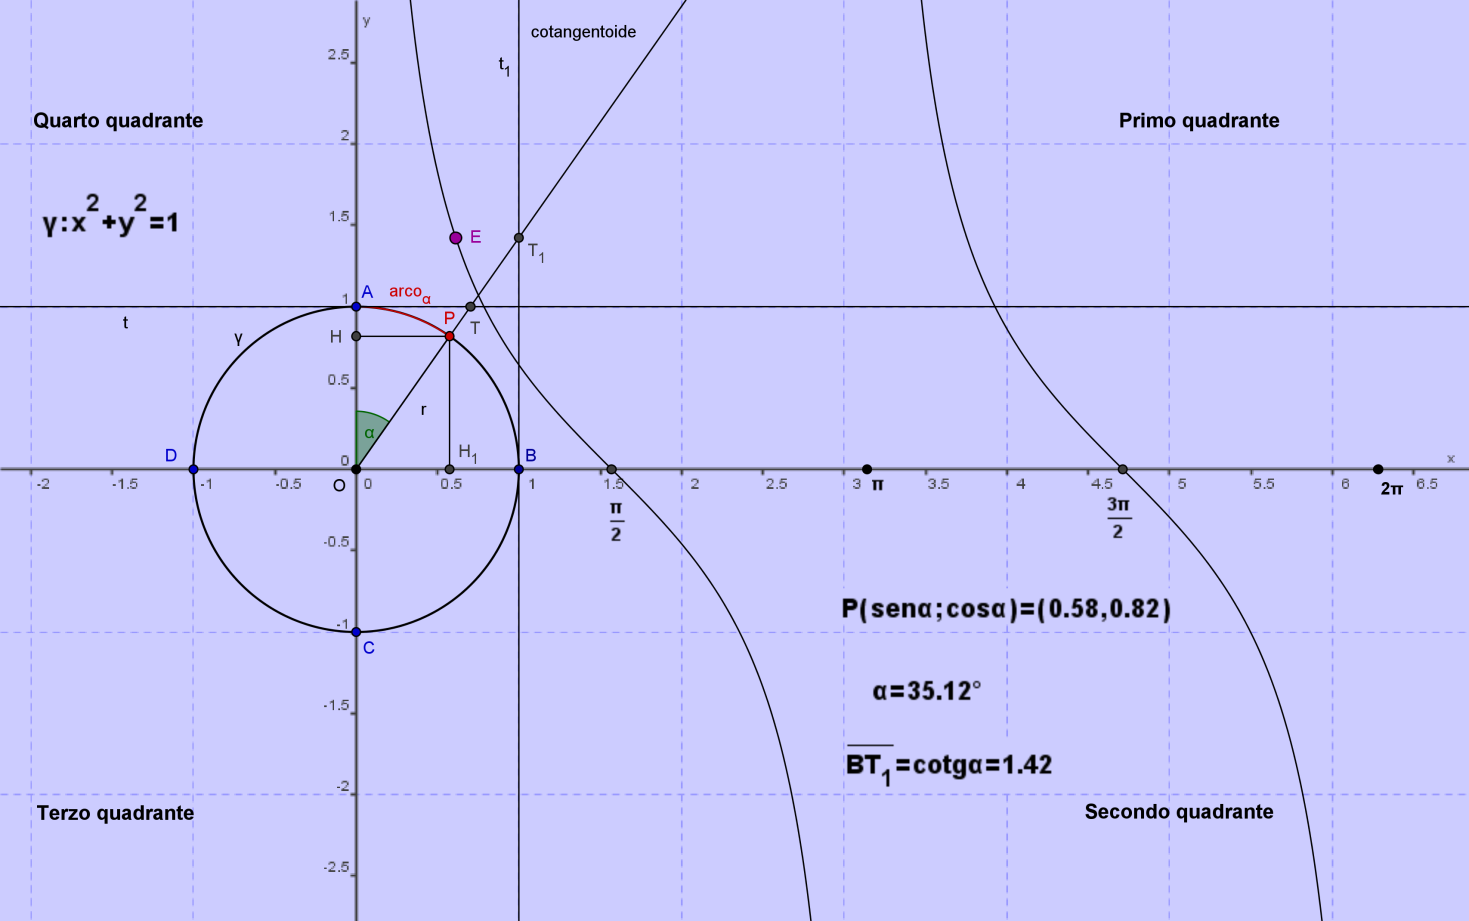 y
cotangentoide
2.5
t1
Quarto quadrante
Primo quadrante
2
γ:x²+y²=1
1.5
E
T1
A
arcoα
1
P
t
T
γ
H
0.5
r
α
D
H1
B
0
x
O
-2 -1.5 -1 -0.5 0 0.5 1 1.5 2 2.5 3 π 3.5 4 4.5 5 5.5 6 2π 6.5
π/2
3π/2
-0.5
P(senα;cosα)=(0.58,0.82)
-1
C
α=35.12°
-1.5
BT1=cotgα=1.42
-2
Terzo quadrante
Secondo quadrante
-2.5